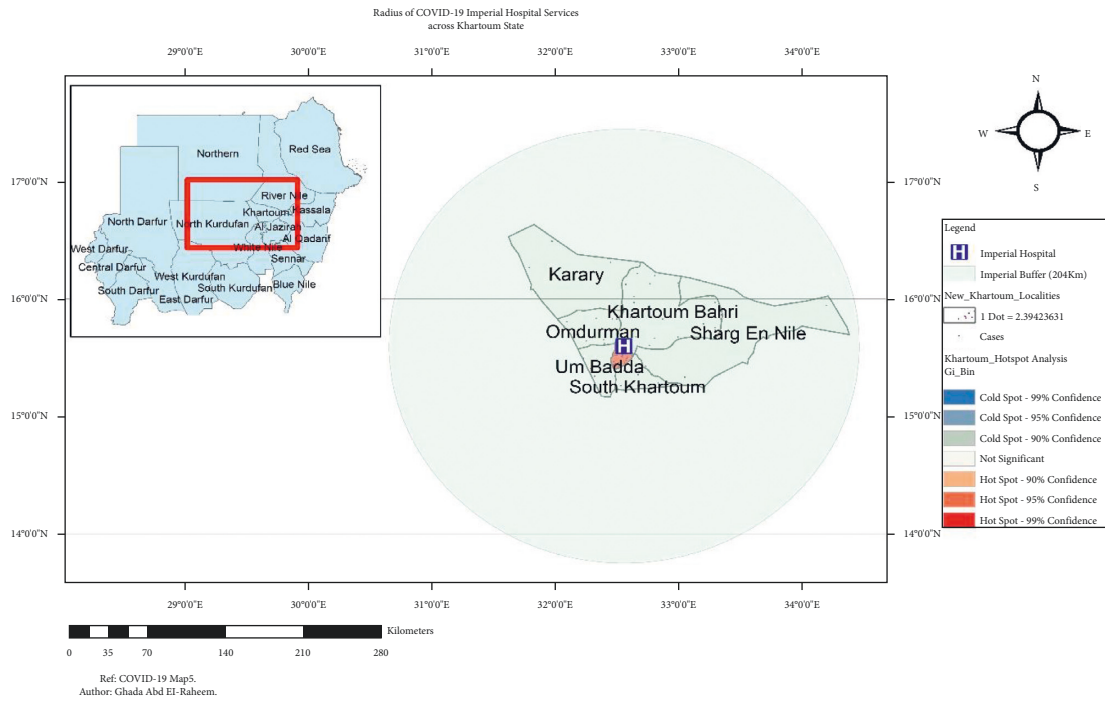 Radius of COVID-19 Imperial Hospital Services
across Khartoum State
29°0'0"E 30°0'0"E 31°0'0"E 32°0'0"E 33°0'0"E 34°0'0"E
Northern
Red Sea
River Nile
Khartoum Kassala
North Darfur
North Kurdufan
Al Jazirah
Al Qadarif
West Darfur
White Nile
Sennar
Central Darfur
West Kurdufan
South Darfur
South Kurdufan
Blue Nile
East Darfur
17°0'0"N 17°0'0"N
16°0'0"N 16°0'0"N
15°0'0"N 15°0'0"N
14°0'0"N 14°0'0"N
Karary
Khartoum Bahri
Omdurman
Sharg En Nile
H
Um Badda
South Khartoum
29°0'0"E 30°0'0"E 31°0'0"E 32°0'0"E 33°0'0"E 34°0'0"E
N
W E
S
Legend
H Imperial Hospital
Imperial Buffer (204Km)
New_Khartoum_Localities
1 Dot = 2.39423631
Cases
Khartoum_Hotspot Analysis
Gi_Bin
Cold Spot - 99% Confidence
Cold Spot - 95% Confidence
Cold Spot - 90% Confidence
Not Significant
Hot Spot - 90% Confidence
Hot Spot - 95% Confidence
Hot Spot - 99% Confidence
Kilometers
0 35 70 140 210 280
Ref: COVID-19 Map5.
Author: Ghada Abd EI-Raheem.